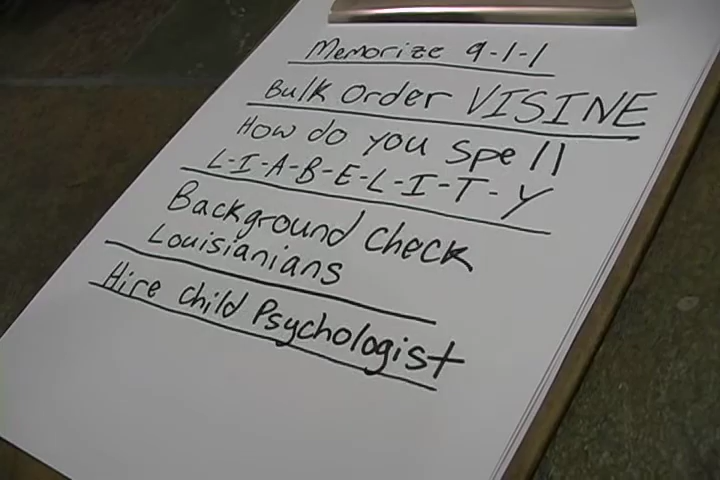 Memorize 9-1-1
Bulk Order VISINE
How do you spell
L-I-A-B-E-L-I-T-Y
Background Check
Louisianians
Hire Child Psychologist